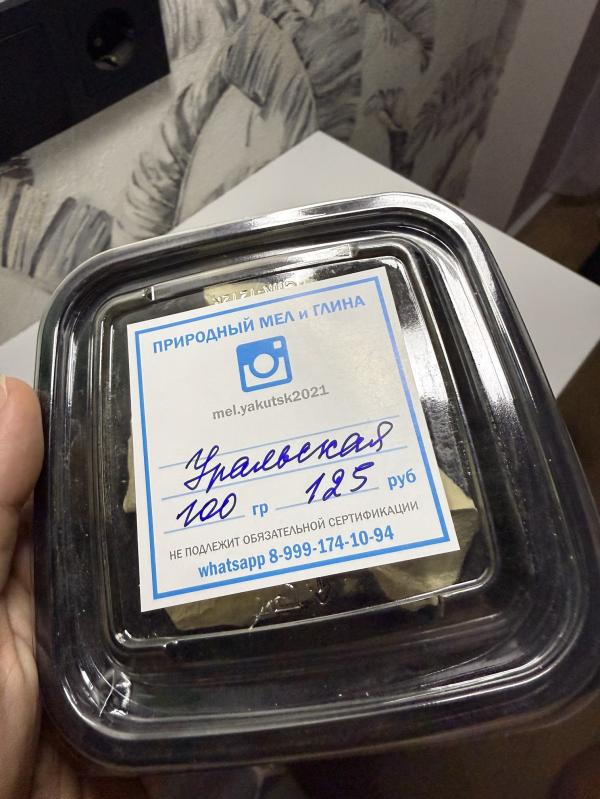 ПРИРОДНЫЙ МЕЛ и ГЛИНА
mel.yakutsk2021
Уральская
100 гр 125 руб
НЕ ПОДЛЕЖИТ ОБЯЗАТЕЛЬНОЙ СЕРТИФИКАЦИИ
whatsapp 8-999-174-10-94